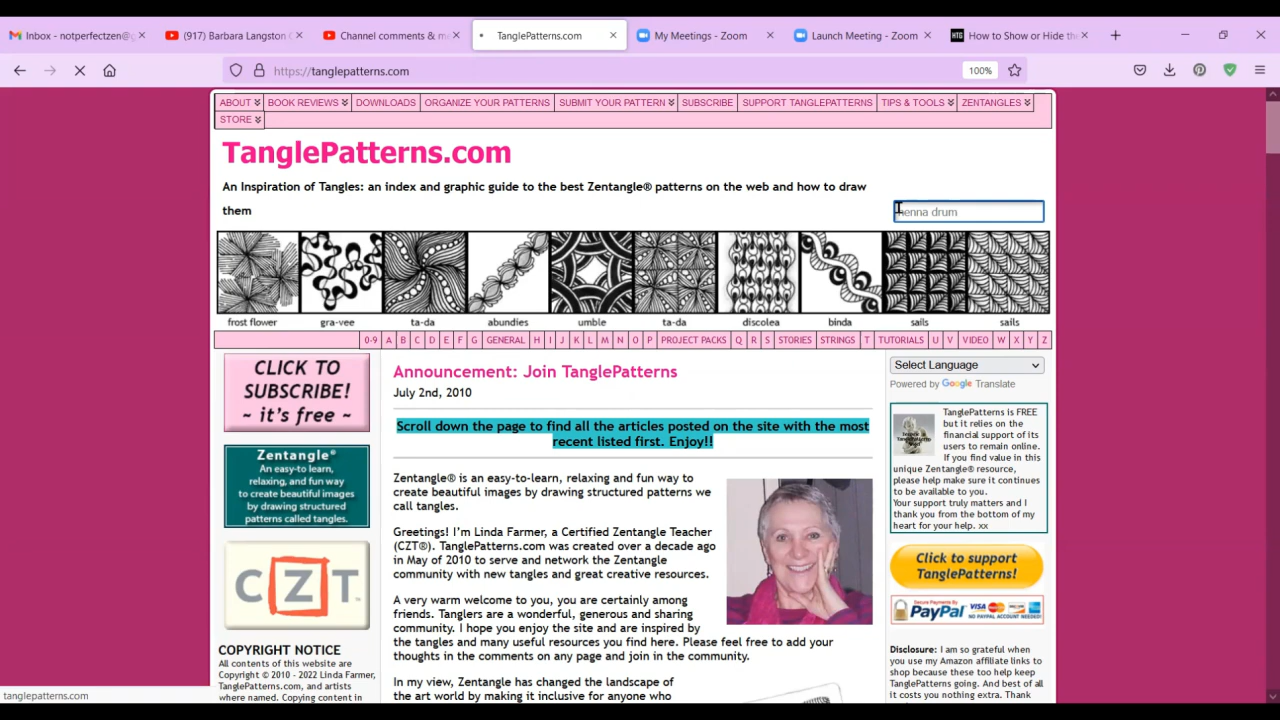 Inbox - notperfectzen@g
(917) Barbara Langston
Channel comments & m
TanglePatterns.com
My Meetings - Zoom
Launch Meeting - Zoom
HTG How to Show or Hide the
https://tanglepatterns.com
100%
ABOUT BOOK REVIEWS DOWNLOADS ORGANIZE YOUR PATTERNS SUBMIT YOUR PATTERN SUBSCRIBE SUPPORT TANGLEPATTERNS TIPS & TOOLS ZENTANGLES
STORE
TanglePatterns.com
An Inspiration of Tangles: an index and graphic guide to the best Zentangle® patterns on the web and how to draw
them
henna drum
frost flower gra-vee ta-da abundies umble ta-da discolea binda sails sails
0-9 A B C D E F G GENERAL H I J K L M N O P PROJECT PACKS Q R S STORIES STRINGS T TUTORIALS U V VIDEO W X Y Z
CLICK TO
SUBSCRIBE!
~ it's free ~
Zentangle®
An easy-to learn,
relaxing, and fun way
to create beautiful images
by drawing structured
patterns called tangles.
CZT
COPYRIGHT NOTICE
All contents of this website are
Copyright © 2010 - 2022 Linda Farmer,
TanglePatterns.com, and artists
where named. Copying content in
Announcement: Join TanglePatterns
July 2nd, 2010
Scroll down the page to find all the articles posted on the site with the most
recent listed first. Enjoy!!
Zentangle® is an easy-to-learn, relaxing and fun way to
create beautiful images by drawing structured patterns we
call tangles.
Greetings! I'm Linda Farmer, a Certified Zentangle Teacher
(CZT®). TanglePatterns.com was created over a decade ago
in May of 2010 to serve and network the Zentangle
community with new tangles and great creative resources.
A very warm welcome to you, you are certainly among
friends. Tanglers are a wonderful, generous and sharing
community. I hope you enjoy the site and are inspired by
the tangles and many useful resources you find here. Please feel free to add your
thoughts in the comments on any page and join in the community.
In my view, Zentangle has changed the landscape of
the art world by making it inclusive for anyone who
Select Language
Powered by Google Translate
TanglePatterns is FREE
but it relies on the
financial support of its
users to remain online.
If you find value in this
unique Zentangle® resource,
please help make sure it continues
to be available to you.
Your support truly matters and I
thank you from the bottom of my
heart for your help. xx
Click to support
TanglePatterns!
PayPal
VISA
Disclosure: I am so grateful when
you use my Amazon affiliate links to
shop because these too help keep
TanglePatterns going. And best of all
it costs you nothing extra. Thank
tanglepatterns.com